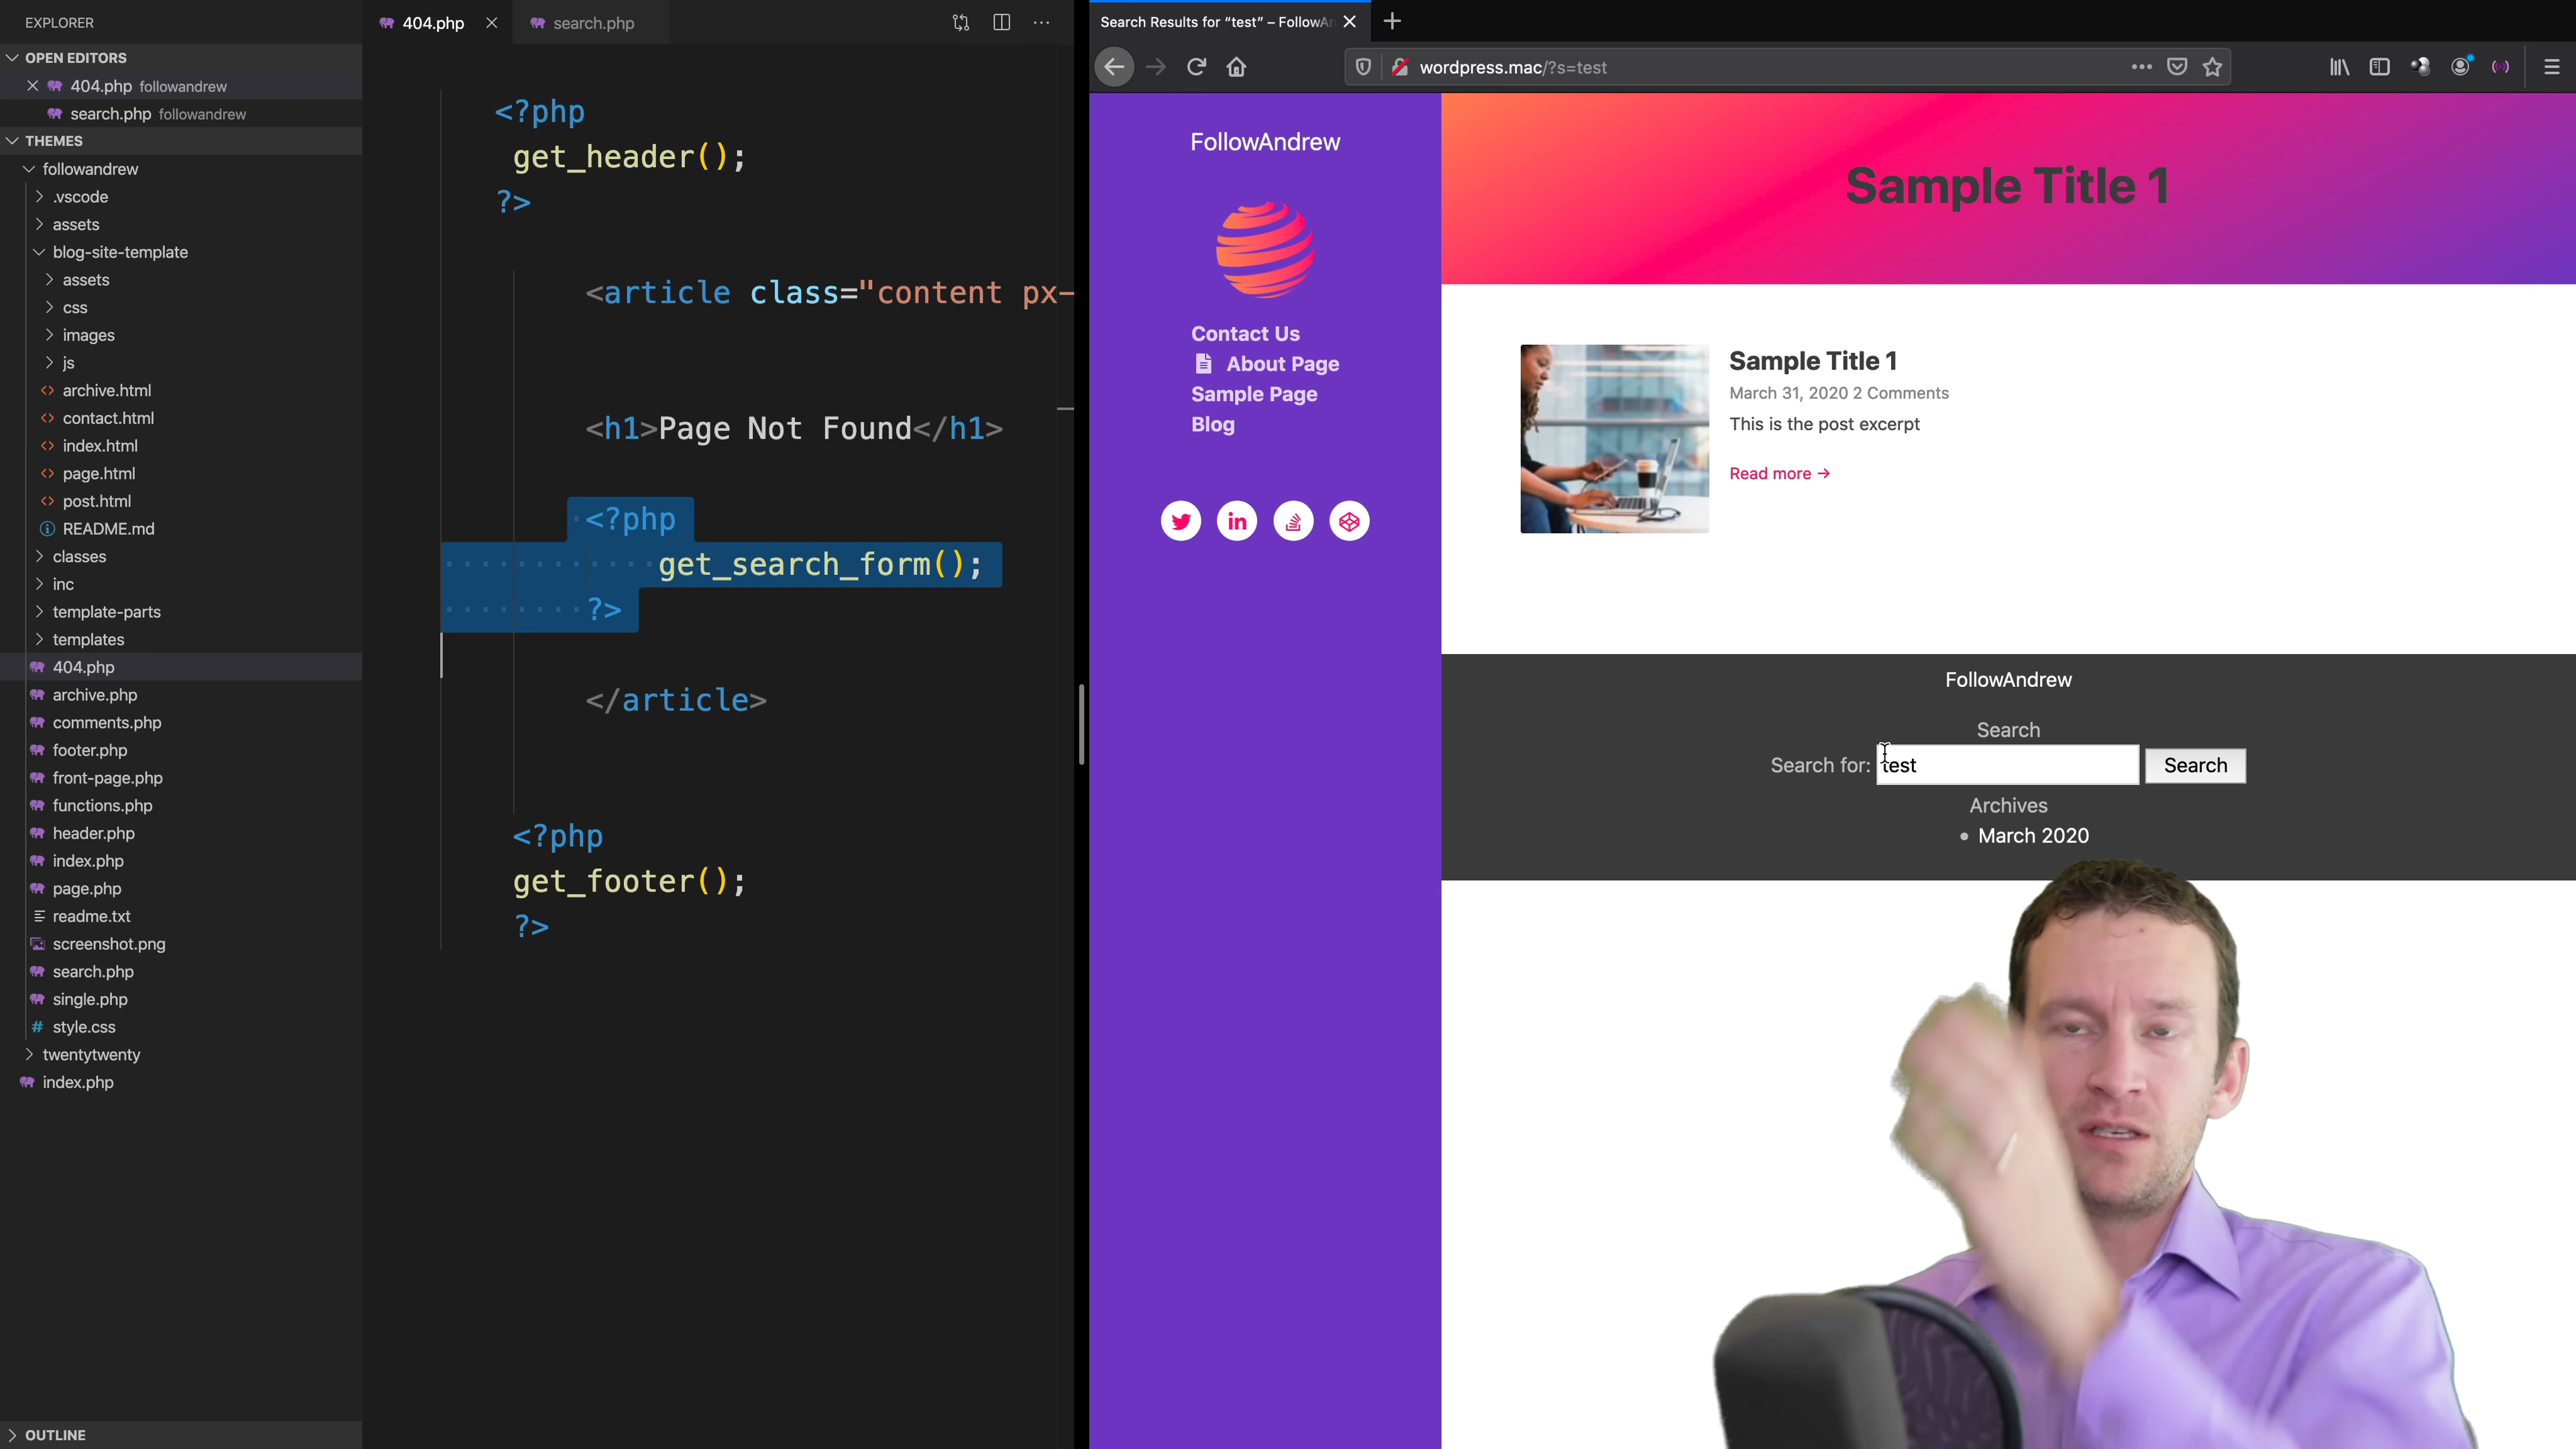 EXPLORER
OPEN EDITORS
404.php followandrew
search.php followandrew
THEMES
followandrew
.vscode
assets
blog-site-template
assets
css
images
js
archive.html
contact.html
index.html
page.html
post.html
README.md
classes
inc
template-parts
templates
404.php
archive.php
comments.php
footer.php
front-page.php
functions.php
header.php
index.php
page.php
readme.txt
screenshot.png
search.php
single.php
style.css
twentytwenty
index.php
OUTLINE
404.php
search.php
<?php
get_header();
?>
<article class="content px-
<h1>Page Not Found</h1>
<?php
get_search_form();
?>
</article>
<?php
get_footer();
?>
Search Results for “test” – FollowAn
wordpress.mac/?s=test
FollowAndrew
Contact Us
About Page
Sample Page
Blog
Sample Title 1
Sample Title 1
March 31, 2020 2 Comments
This is the post excerpt
Read more →
FollowAndrew
Search
Search for: test Search
Archives
• March 2020